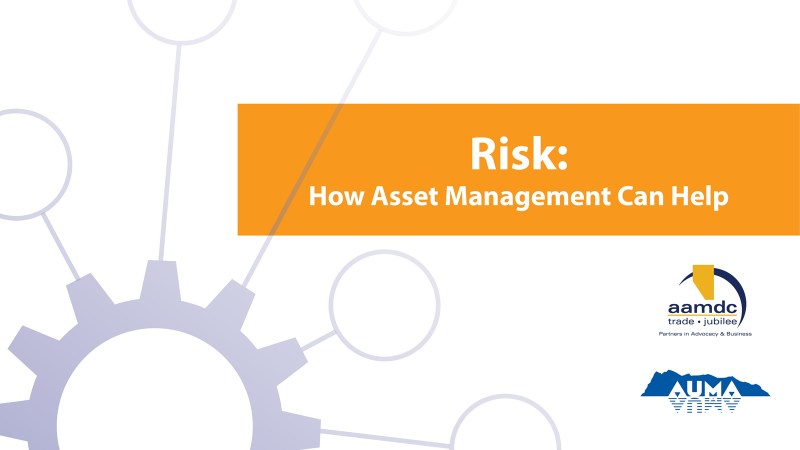 Risk:
How Asset Management Can Help
aamdc
trade • jubilee
Partners in Advocacy & Business
AUMA